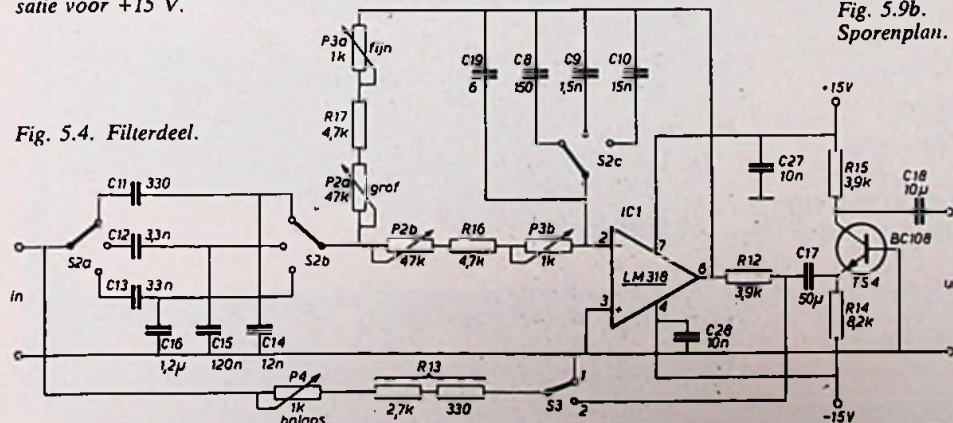 satie voor +15 V.
Fig. 5.9b.
Sporenplan.
Fig. 5.4. Filterdeel.
P3a
1k
fijn
R17
4,7k
P2a
47k
grof
C19
6
C8
150
C9
1,5n
C10
15n
S2c
+15V
C27
10n
R15
3,9k
C18
10µ
C11 330
C12 3,3n
C13 33n
S2a
S2b
in
P2b
47k
R16
4,7k
P3b
1k
IC1
2
7
LM318
6
3
+
4
R12
3,9k
C17
50µ
BC108
TS4
R14
8,2k
u
C16
1,2µ
C15
120n
C14
12n
C28
10n
P4
1k
balans
R13
2,7k
330
S3
1
2
-15V